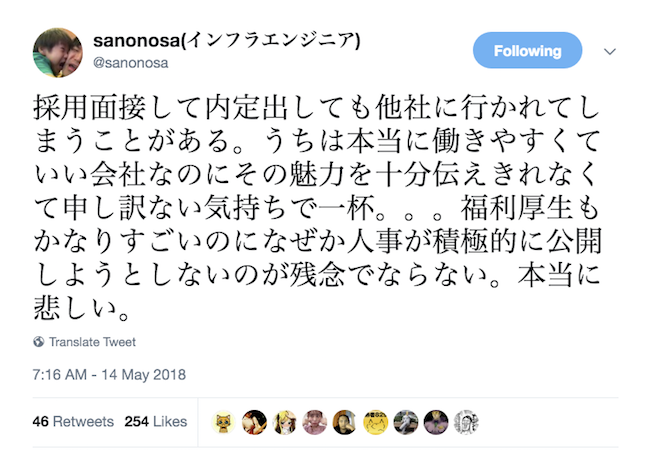 sanonosa(インフラエンジニア)
@sanonosa
Following
採用面接して内定出しても他社に行かれてし
まうことがある。うちは本当に働きやすくて
いい会社なのにその魅力を十分伝えきれなく
て申し訳ない気持ちで一杯。。。福利厚生も
かなりすごいのになぜか人事が積極的に公開
しようとしないのが残念でならない。本当に
悲しい。
Translate Tweet
7:16 AM - 14 May 2018
46 Retweets 254 Likes